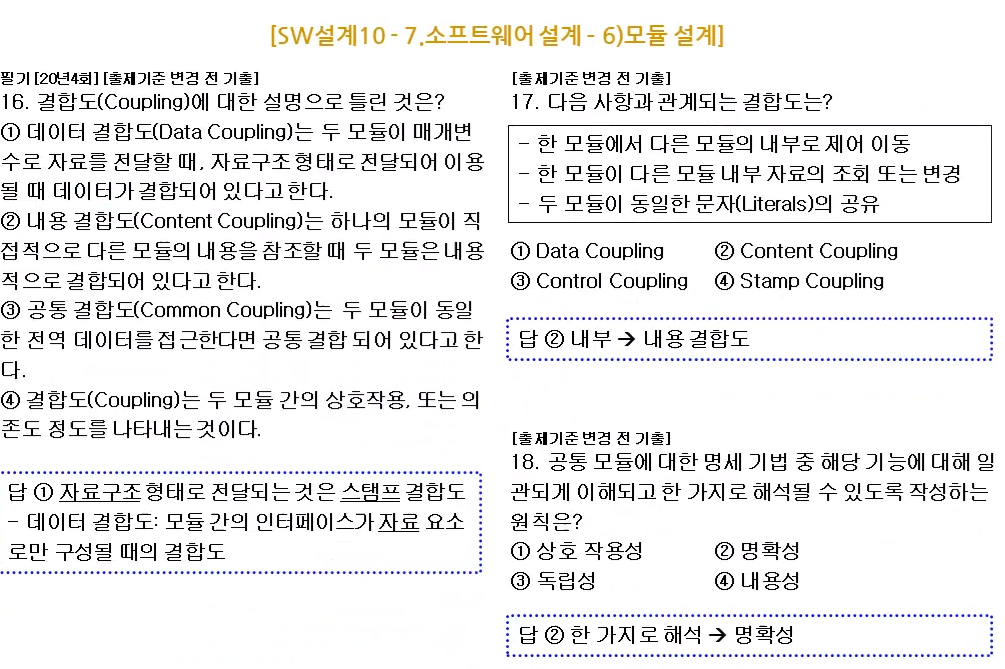 [SW설계10 - 7.소프트웨어 설계 - 6)모듈 설계]
필기 [20년4회] [출제기준 변경 전 기출]
16. 결합도(Coupling)에 대한 설명으로 틀린 것은?
① 데이터 결합도(Data Coupling)는 두 모듈이 매개변
수로 자료를 전달할 때, 자료구조 형태로 전달되어 이용
될 때 데이터가 결합되어 있다고 한다.
② 내용 결합도(Content Coupling)는 하나의 모듈이 직
접적으로 다른 모듈의 내용을 참조할 때 두 모듈은 내용
적으로 결합되어 있다고 한다.
③ 공통 결합도(Common Coupling)는 두 모듈이 동일
한 전역 데이터를 접근한다면 공통 결합 되어 있다고 한
다.
④ 결합도(Coupling)는 두 모듈 간의 상호작용, 또는 의
존도 정도를 나타내는 것이다.
답 ① 자료구조 형태로 전달되는 것은 스탬프 결합도
- 데이터 결합도: 모듈 간의 인터페이스가 자료 요소
로만 구성될 때의 결합도
[출제기준 변경 전 기출]
17. 다음 사항과 관계되는 결합도는?
- 한 모듈에서 다른 모듈의 내부로 제어 이동
- 한 모듈이 다른 모듈 내부 자료의 조회 또는 변경
- 두 모듈이 동일한 문자(Literals)의 공유
① Data Coupling ② Content Coupling
③ Control Coupling ④ Stamp Coupling
답 ② 내부 → 내용 결합도
[출제기준 변경 전 기출]
18. 공통 모듈에 대한 명세 기법 중 해당 기능에 대해 일
관되게 이해되고 한 가지로 해석될 수 있도록 작성하는
원칙은?
① 상호 작용성 ② 명확성
③ 독립성 ④ 내용성
답 ② 한 가지로 해석 → 명확성